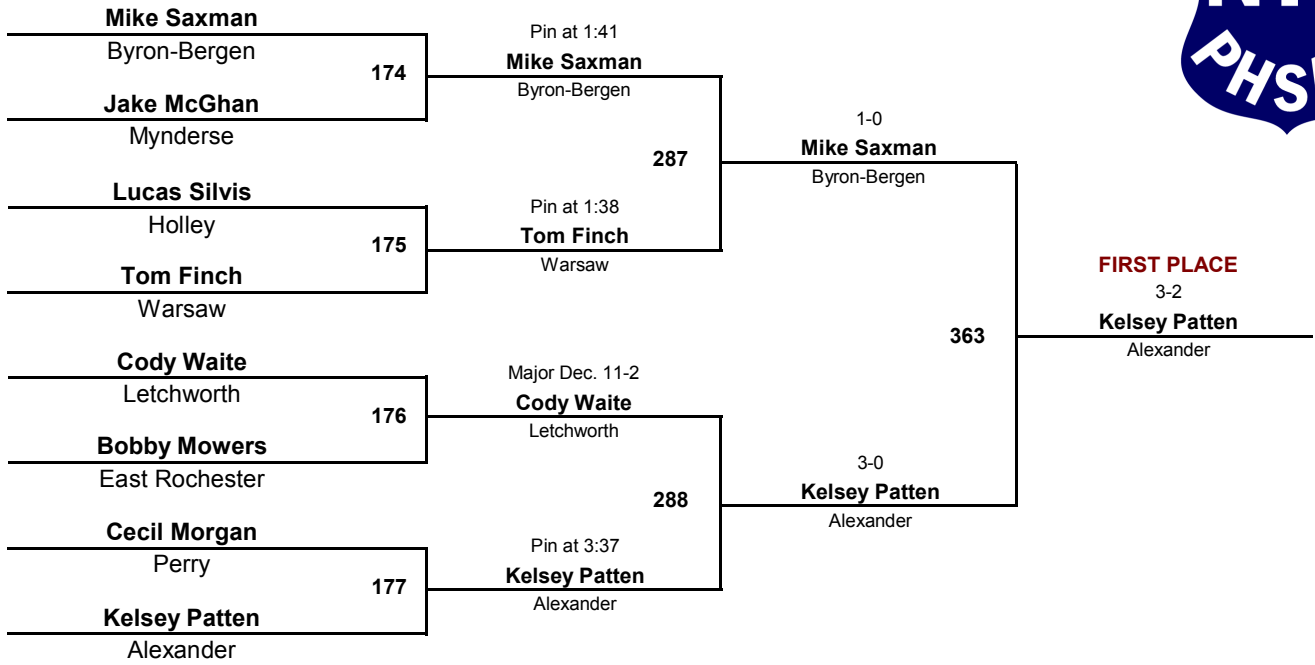 Mike Saxman
Byron-Bergen
174
Jake McGhan
Mynderse
Lucas Silvis
Holley
175
Tom Finch
Warsaw
Cody Waite
Letchworth
176
Bobby Mowers
East Rochester
Cecil Morgan
Perry
177
Kelsey Patten
Alexander
Pin at 1:41
Mike Saxman
Byron-Bergen
287
Pin at 1:38
Tom Finch
Warsaw
Major Dec. 11-2
Cody Waite
Letchworth
288
Pin at 3:37
Kelsey Patten
Alexander
1-0
Mike Saxman
Byron-Bergen
363
3-0
Kelsey Patten
Alexander
FIRST PLACE
3-2
Kelsey Patten
Alexander
PHS